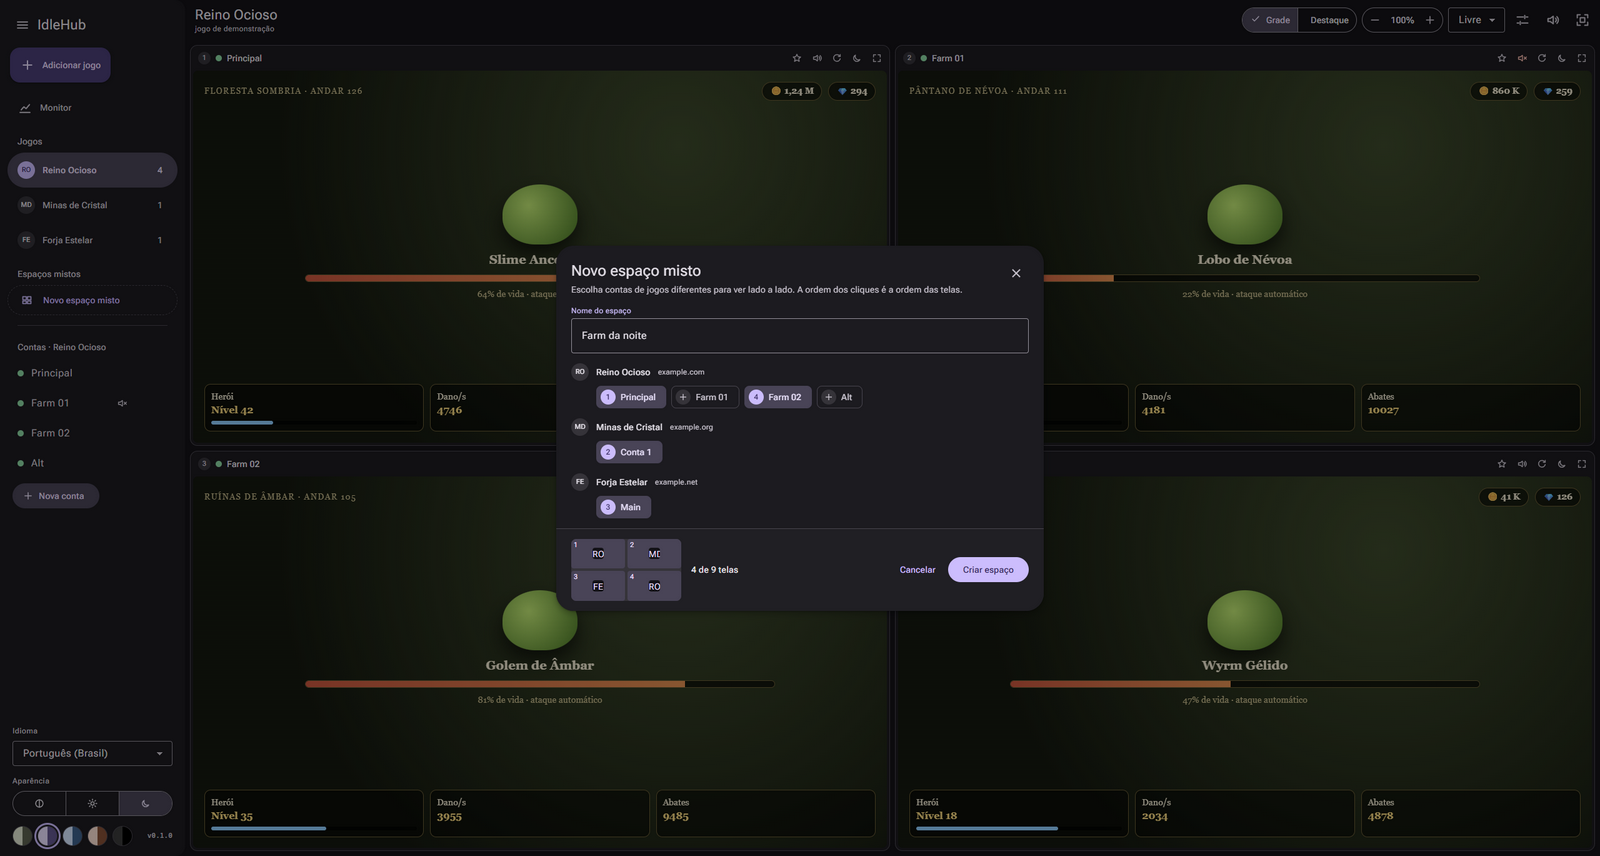 IdleHub
Adicionar jogo
Monitor
Jogos
RO Reino Ocioso 4
MD Minas de Cristal 1
FE Forja Estelar 1
Espaços mistos
Novo espaço misto
Contas · Reino Ocioso
Principal
Farm 01
Farm 02
Alt
Nova conta
Idioma
Português (Brasil)
Aparência
v0.1.0
Reino Ocioso
jogo de demonstração
Grade Destaque 100% Livre
1 Principal
FLORESTA SOMBRIA · ANDAR 126
1,24 M 294
Slime Anc
64% de vida · ataque
Herói
Nível 42
Dano/s
4746
2 Farm 01
PÂNTANO DE NÉVOA · ANDAR 111
860 K 259
Lobo de Névoa
22% de vida · ataque automático
4181
Abates
10027
Novo espaço misto
Escolha contas de jogos diferentes para ver lado a lado. A ordem dos cliques é a ordem das telas.
Nome do espaço
Farm da noite
RO Reino Ocioso example.com
1 Principal Farm 01 4 Farm 02 Alt
MD Minas de Cristal example.org
2 Conta 1
FE Forja Estelar example.net
3 Main
1 RO 2 MD
3 FE 4 RO
4 de 9 telas
Cancelar
Criar espaço
3 Farm 02
RUÍNAS DE ÂMBAR · ANDAR 105
Golem de Âmbar
81% de vida · ataque automático
Herói
Nível 35
Dano/s
3955
Abates
9485
41 K 126
Wyrm Gélido
47% de vida · ataque automático
Herói
Nível 18
Dano/s
2034
Abates
4878